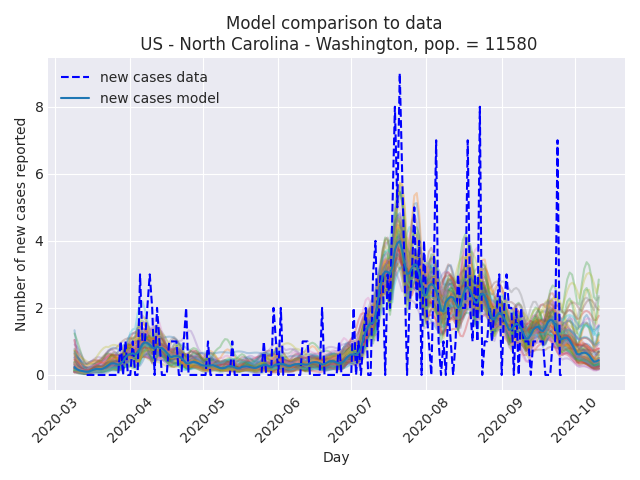 Model comparison to data
US - North Carolina - Washington, pop. = 11580
new cases data
new cases model
Number of new cases reported
8
6
4
2
0
2020-03
2020-04
2020-05
2020-06
2020-07
2020-08
2020-09
2020-10
Day